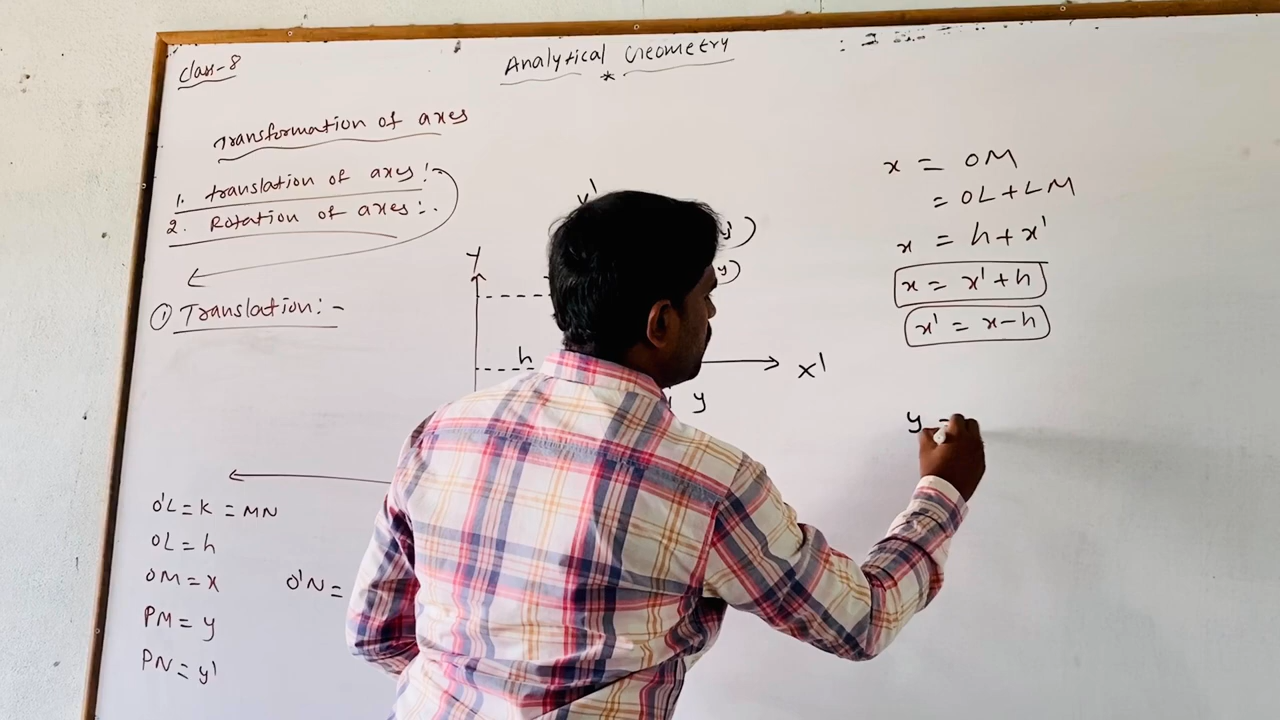 Class-8
Analytical Geometry
*
Transformation of axes
1. translation of axes:-
2. Rotation of axes:-
① Translation:-
Y
h
y
x'
O'L = K = MN
OL = h
OM = x
O'N =
PM = y
PN = y'
x = OM
= OL + LM
x = h + x'
x = x' + h
x' = x - h
y =